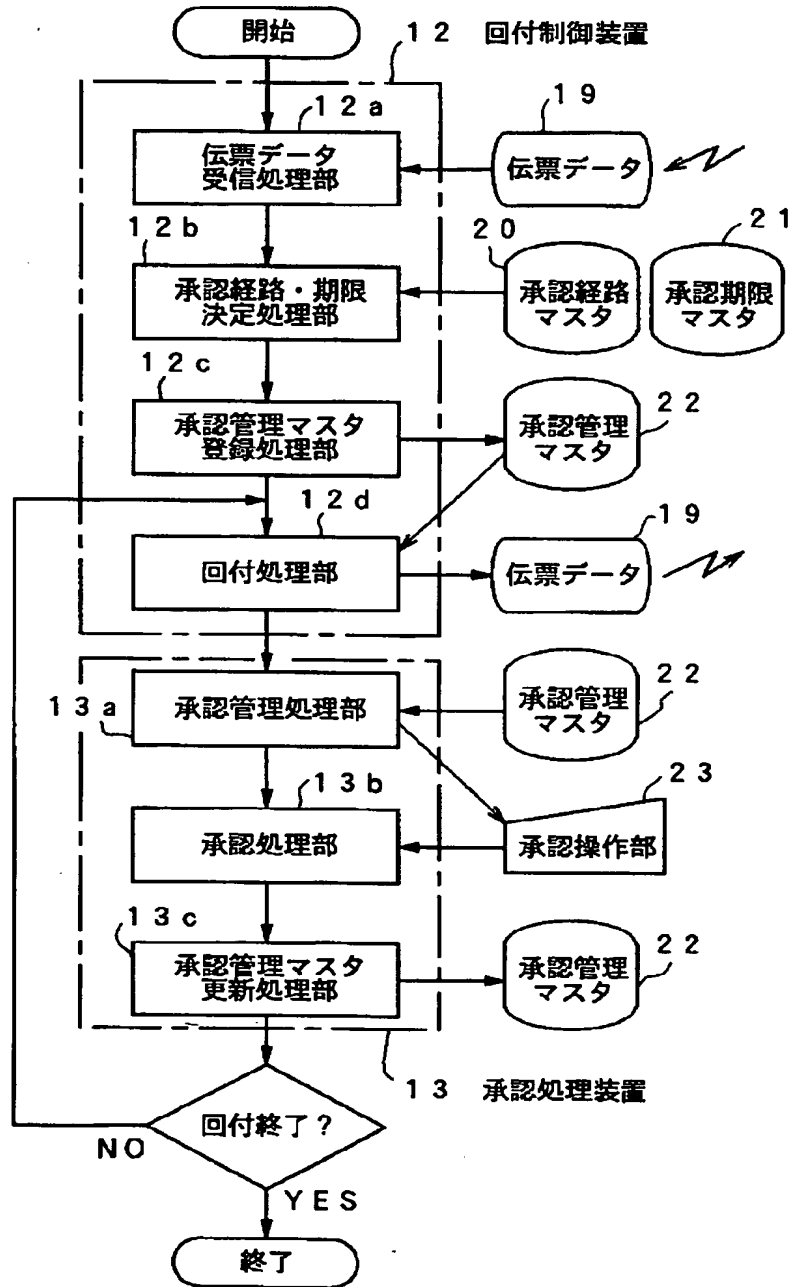 開始
12 回付制御装置
12a
伝票データ
受信処理部
19
伝票データ
12b
承認経路・期限
決定処理部
20
承認経路
マスタ
21
承認期限
マスタ
12c
承認管理マスタ
登録処理部
22
承認管理
マスタ
12d
回付処理部
19
伝票データ
13a
承認管理処理部
22
承認管理
マスタ
13b
承認処理部
23
承認操作部
13c
承認管理マスタ
更新処理部
22
承認管理
マスタ
13 承認処理装置
回付終了?
NO
YES
終了